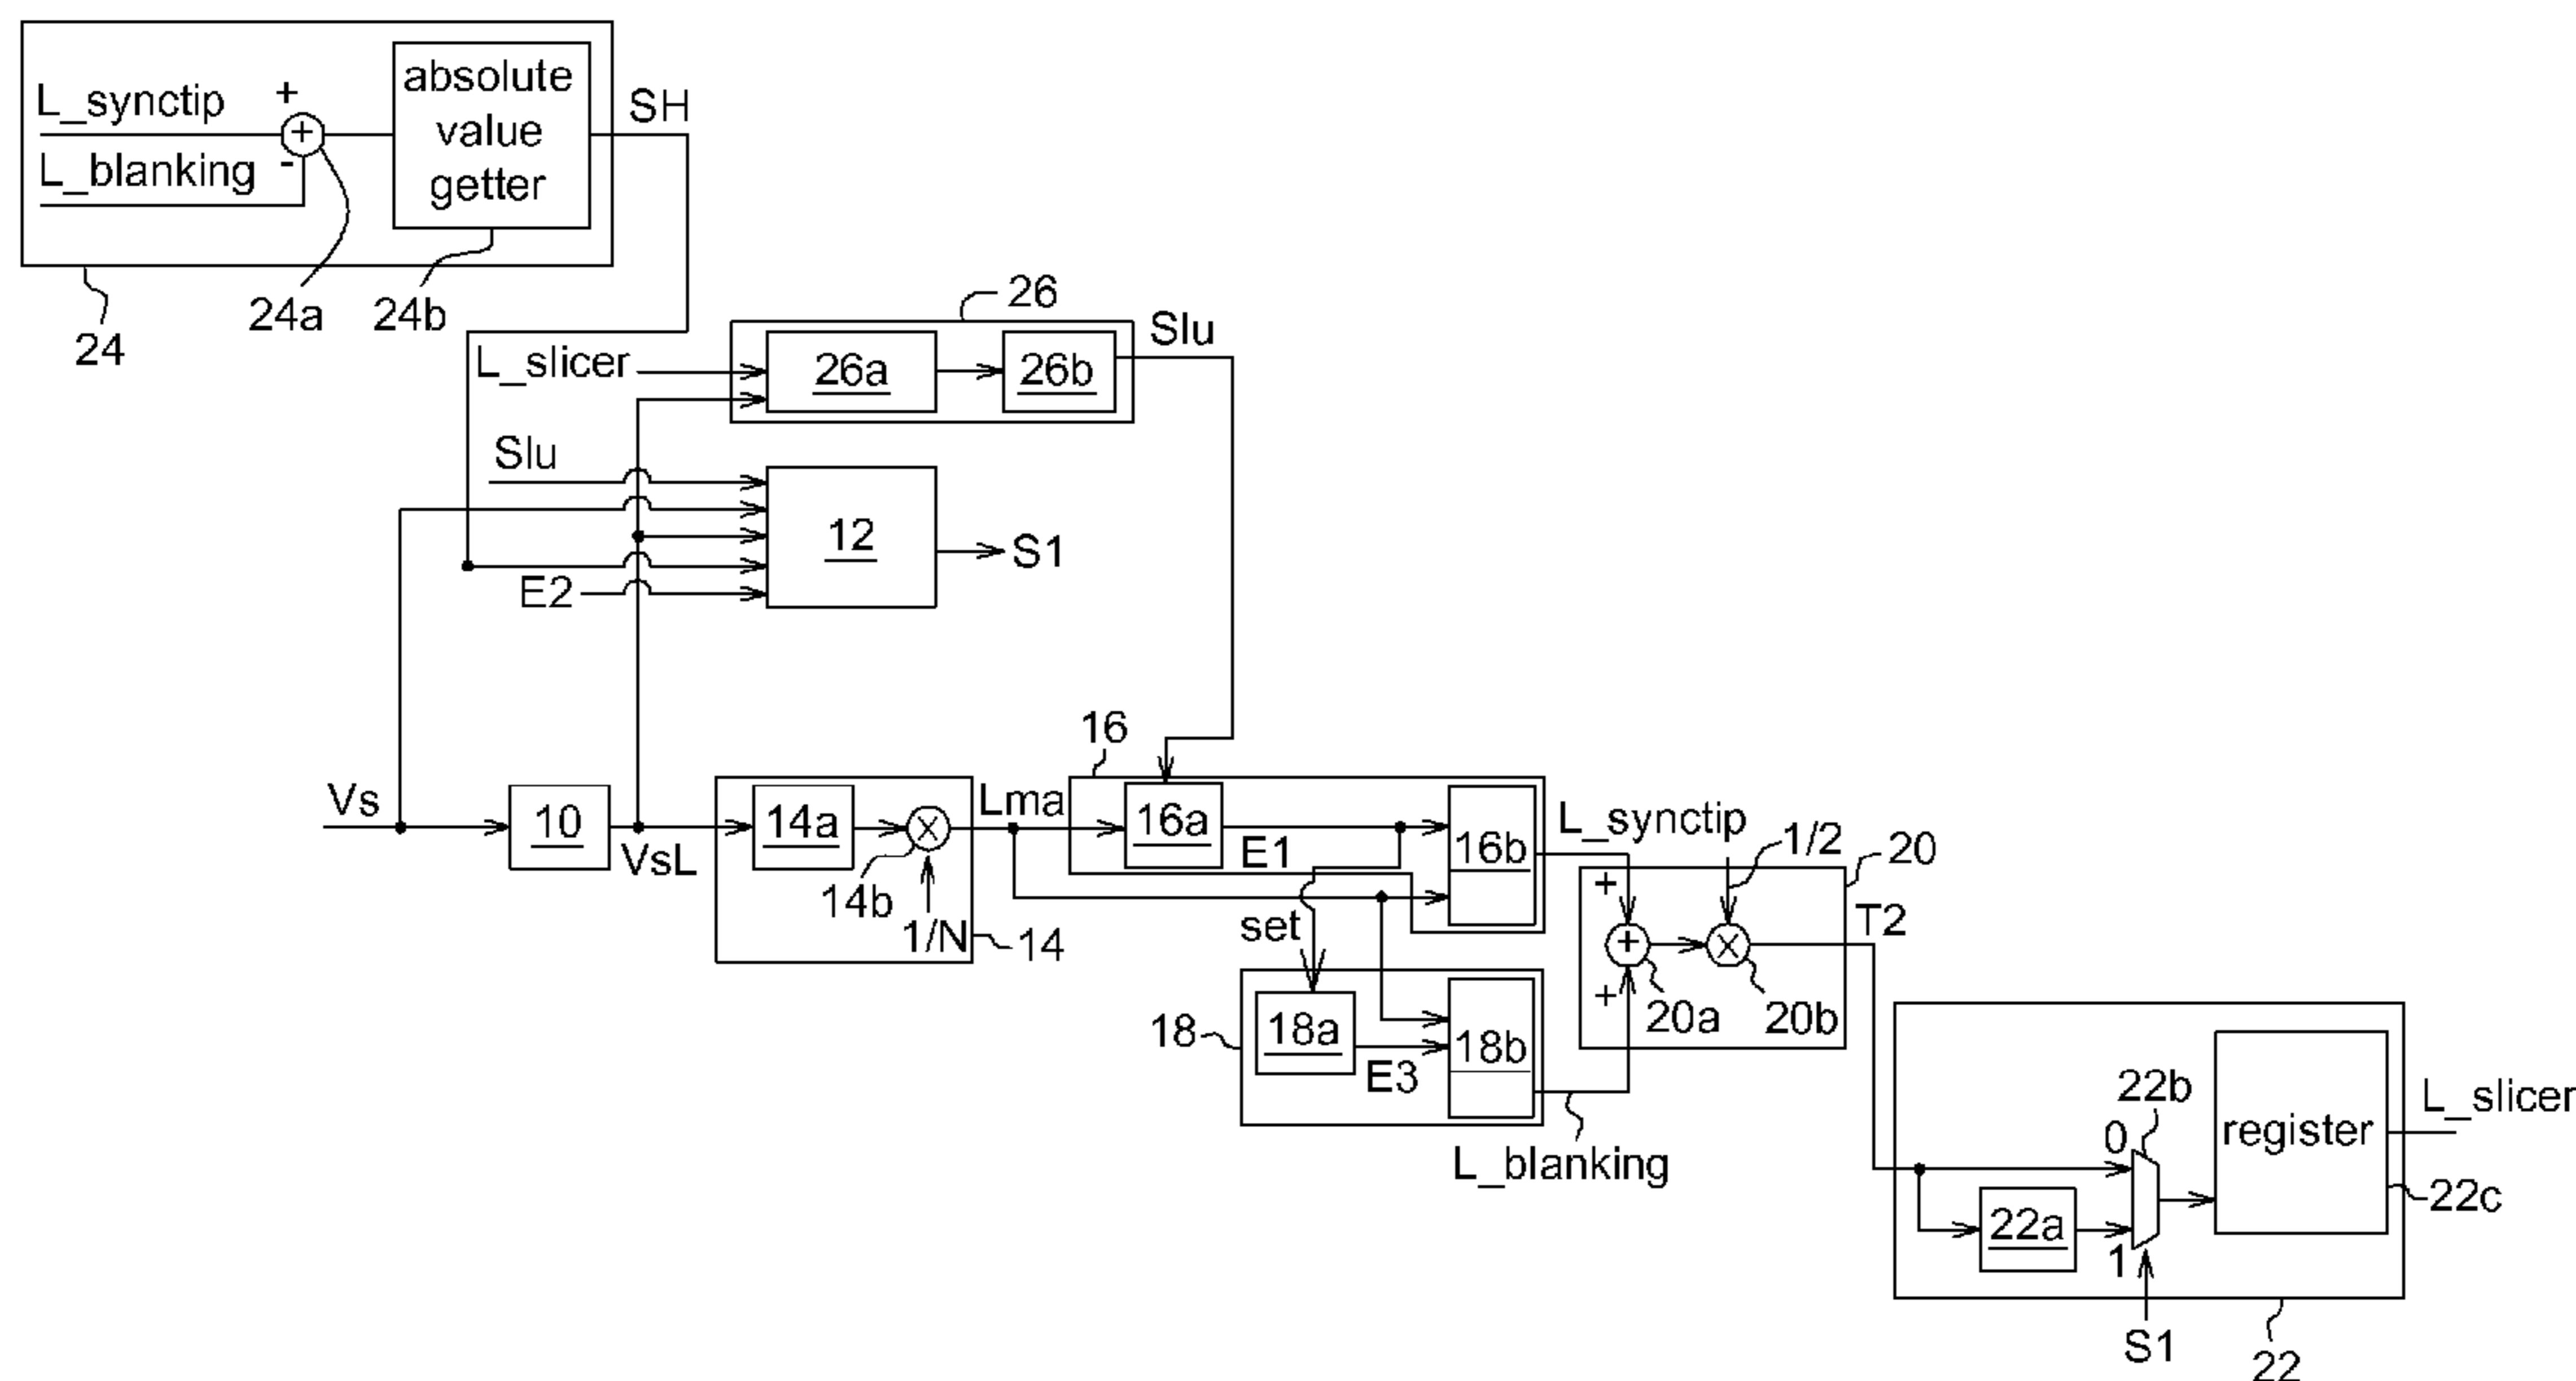 L_synctip
+
+
-
L_blanking
absolute
value
getter
SH
24
24a
24b
26
L_slicer
26a
26b
Slu
Slu
12
S1
E2
Vs
10
VsL
14a
14b
1/N
14
Lma
16
16a
E1
16b
L_synctip
set
18
18a
E3
18b
L_blanking
1/2
20
+
+
+
20a
20b
T2
22b
0
1
22a
register
L_slicer
22c
S1
22